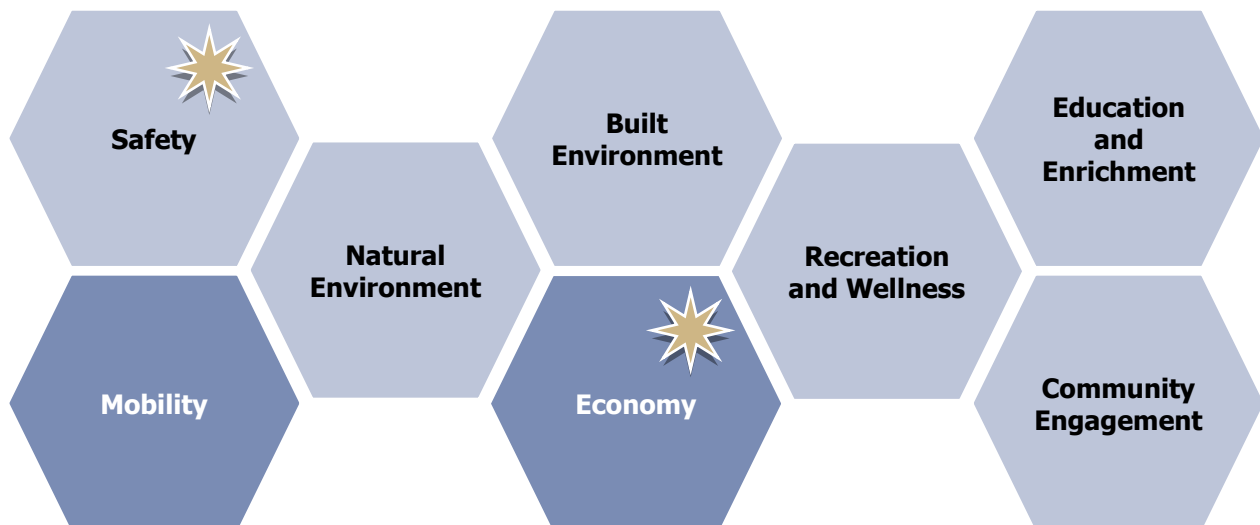 Safety
Built
Environment
Education
and
Enrichment
Natural
Environment
Recreation
and Wellness
Mobility
Economy
Community
Engagement